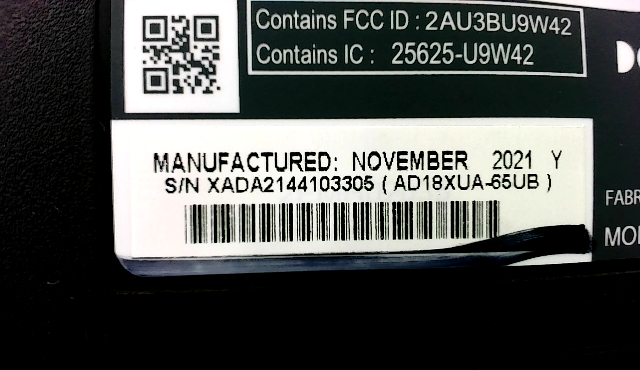 Contains FCC ID : 2AU3BU9W42
Contains IC : 25625-U9W42
MANUFACTURED: NOVEMBER 2021 Y
S/N XADA2144103305 ( AD18XUA-65UB )